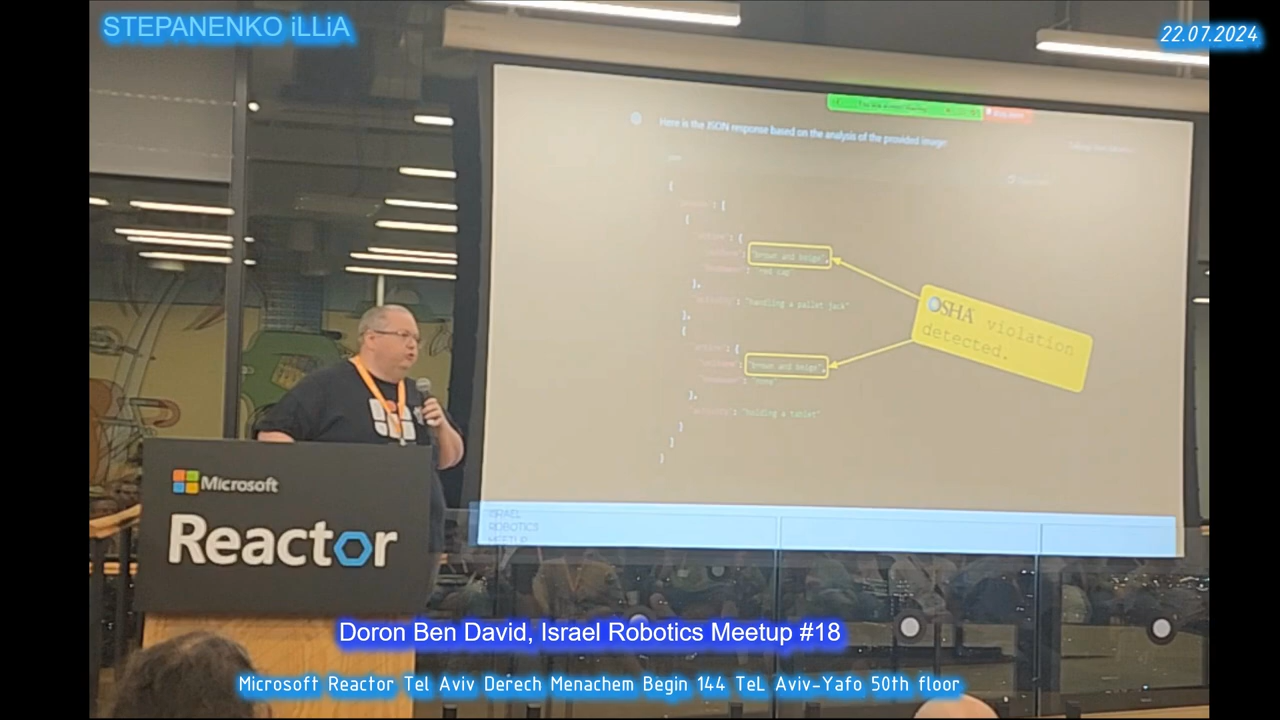 STEPANENKO iLLiA
22.07.2024
Here is the JSON response based on the analysis of the provided image
{
[
{
": {
": "brown and beige",
": "red cap"
},
": "handling a pallet jack"
},
{
": {
": "brown and beige",
": "none"
},
": "holding a tablet"
}
]
}
OSHA violation
detected.
Microsoft
Reactor
ISRAEL
ROBOTICS
MEETUP
Doron Ben David, Israel Robotics Meetup #18
Microsoft Reactor Tel Aviv Derech Menachem Begin 144 TeL Aviv-Yafo 50th floor